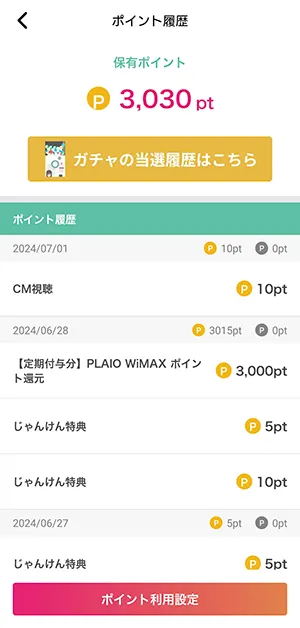 ポイント履歴
保有ポイント
P 3,030 pt
ガチャの当選履歴はこちら
ポイント履歴
2024/07/01 P 10pt P 0pt
CM視聴 P 10pt
2024/06/28 P 3015pt P 0pt
【定期付与分】PLAIO WiMAX ポイン
ト還元 P 3,000pt
じゃんけん特典 P 5pt
じゃんけん特典 P 10pt
2024/06/27 P 5pt P 0pt
じゃんけん特典 P 5pt
ポイント利用設定